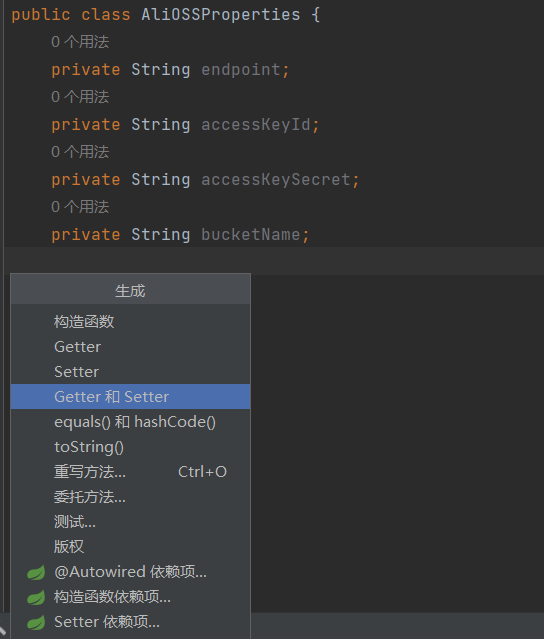 public class AliOSSProperties {
0 个用法
private String endpoint;
0 个用法
private String accessKeyId;
0 个用法
private String accessKeySecret;
0 个用法
private String bucketName;
生成
构造函数
Getter
Setter
Getter 和 Setter
equals() 和 hashCode()
toString()
重写方法... Ctrl+O
委托方法...
测试...
版权
@Autowired 依赖项...
构造函数依赖项...
Setter 依赖项...